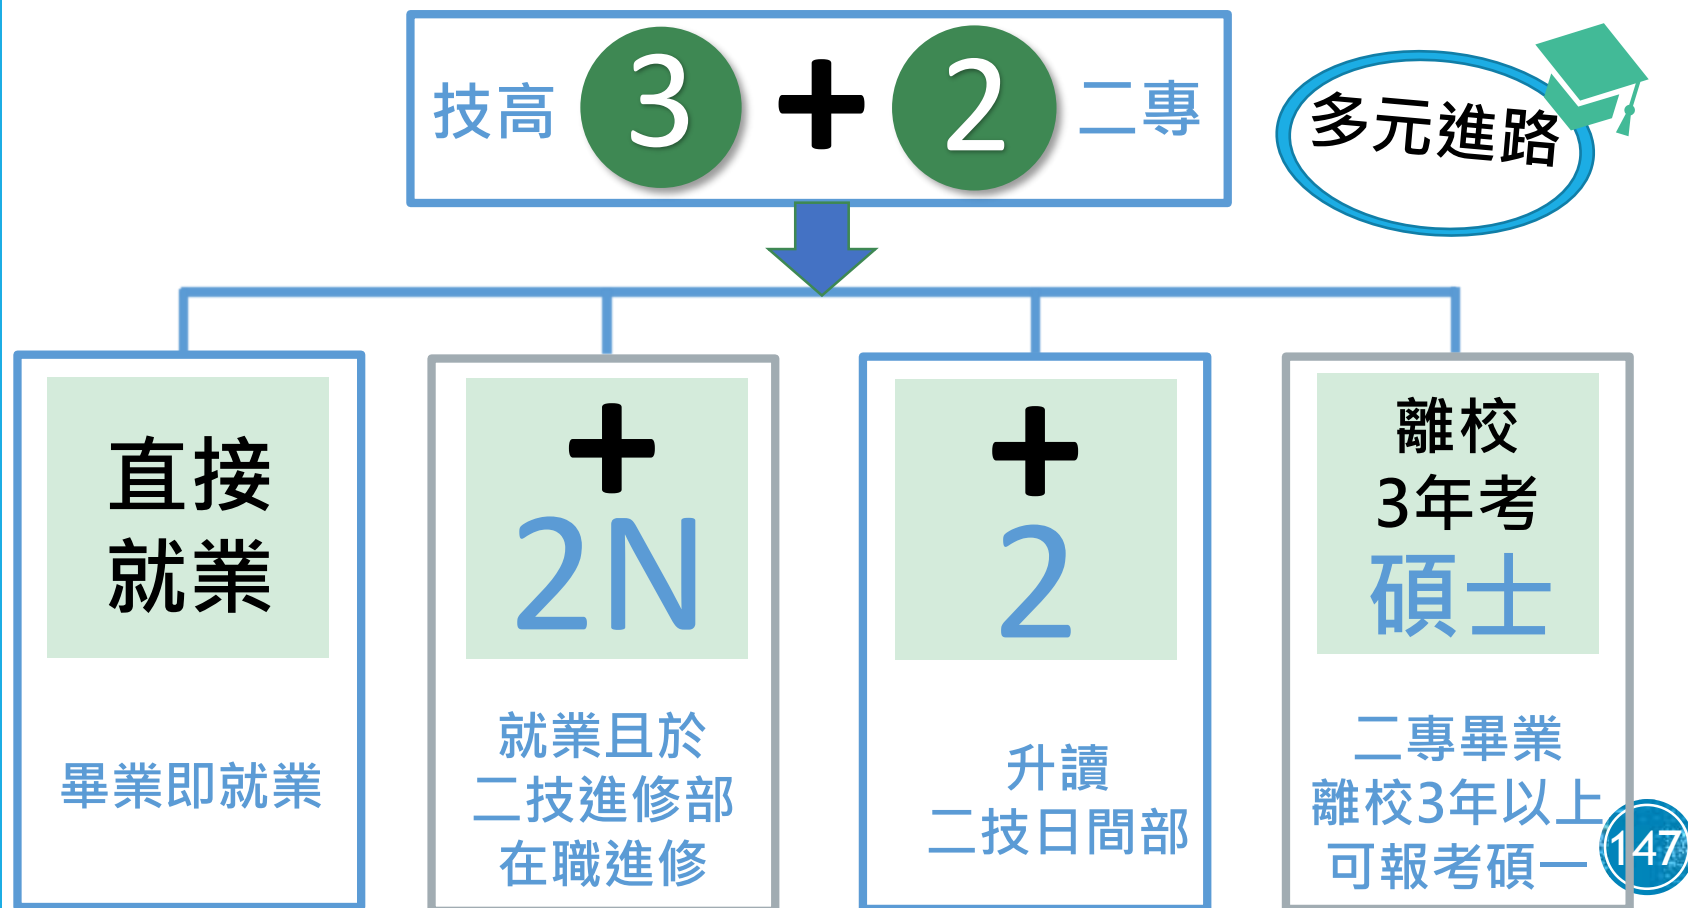 技高 3 + 2 二專
多元進路
直接
就業
畢業即就業
+
2N
就業且於
二技進修部
在職進修
+
2
升讀
二技日間部
離校
3年考
碩士
二專畢業
離校3年以上
可報考碩一
147